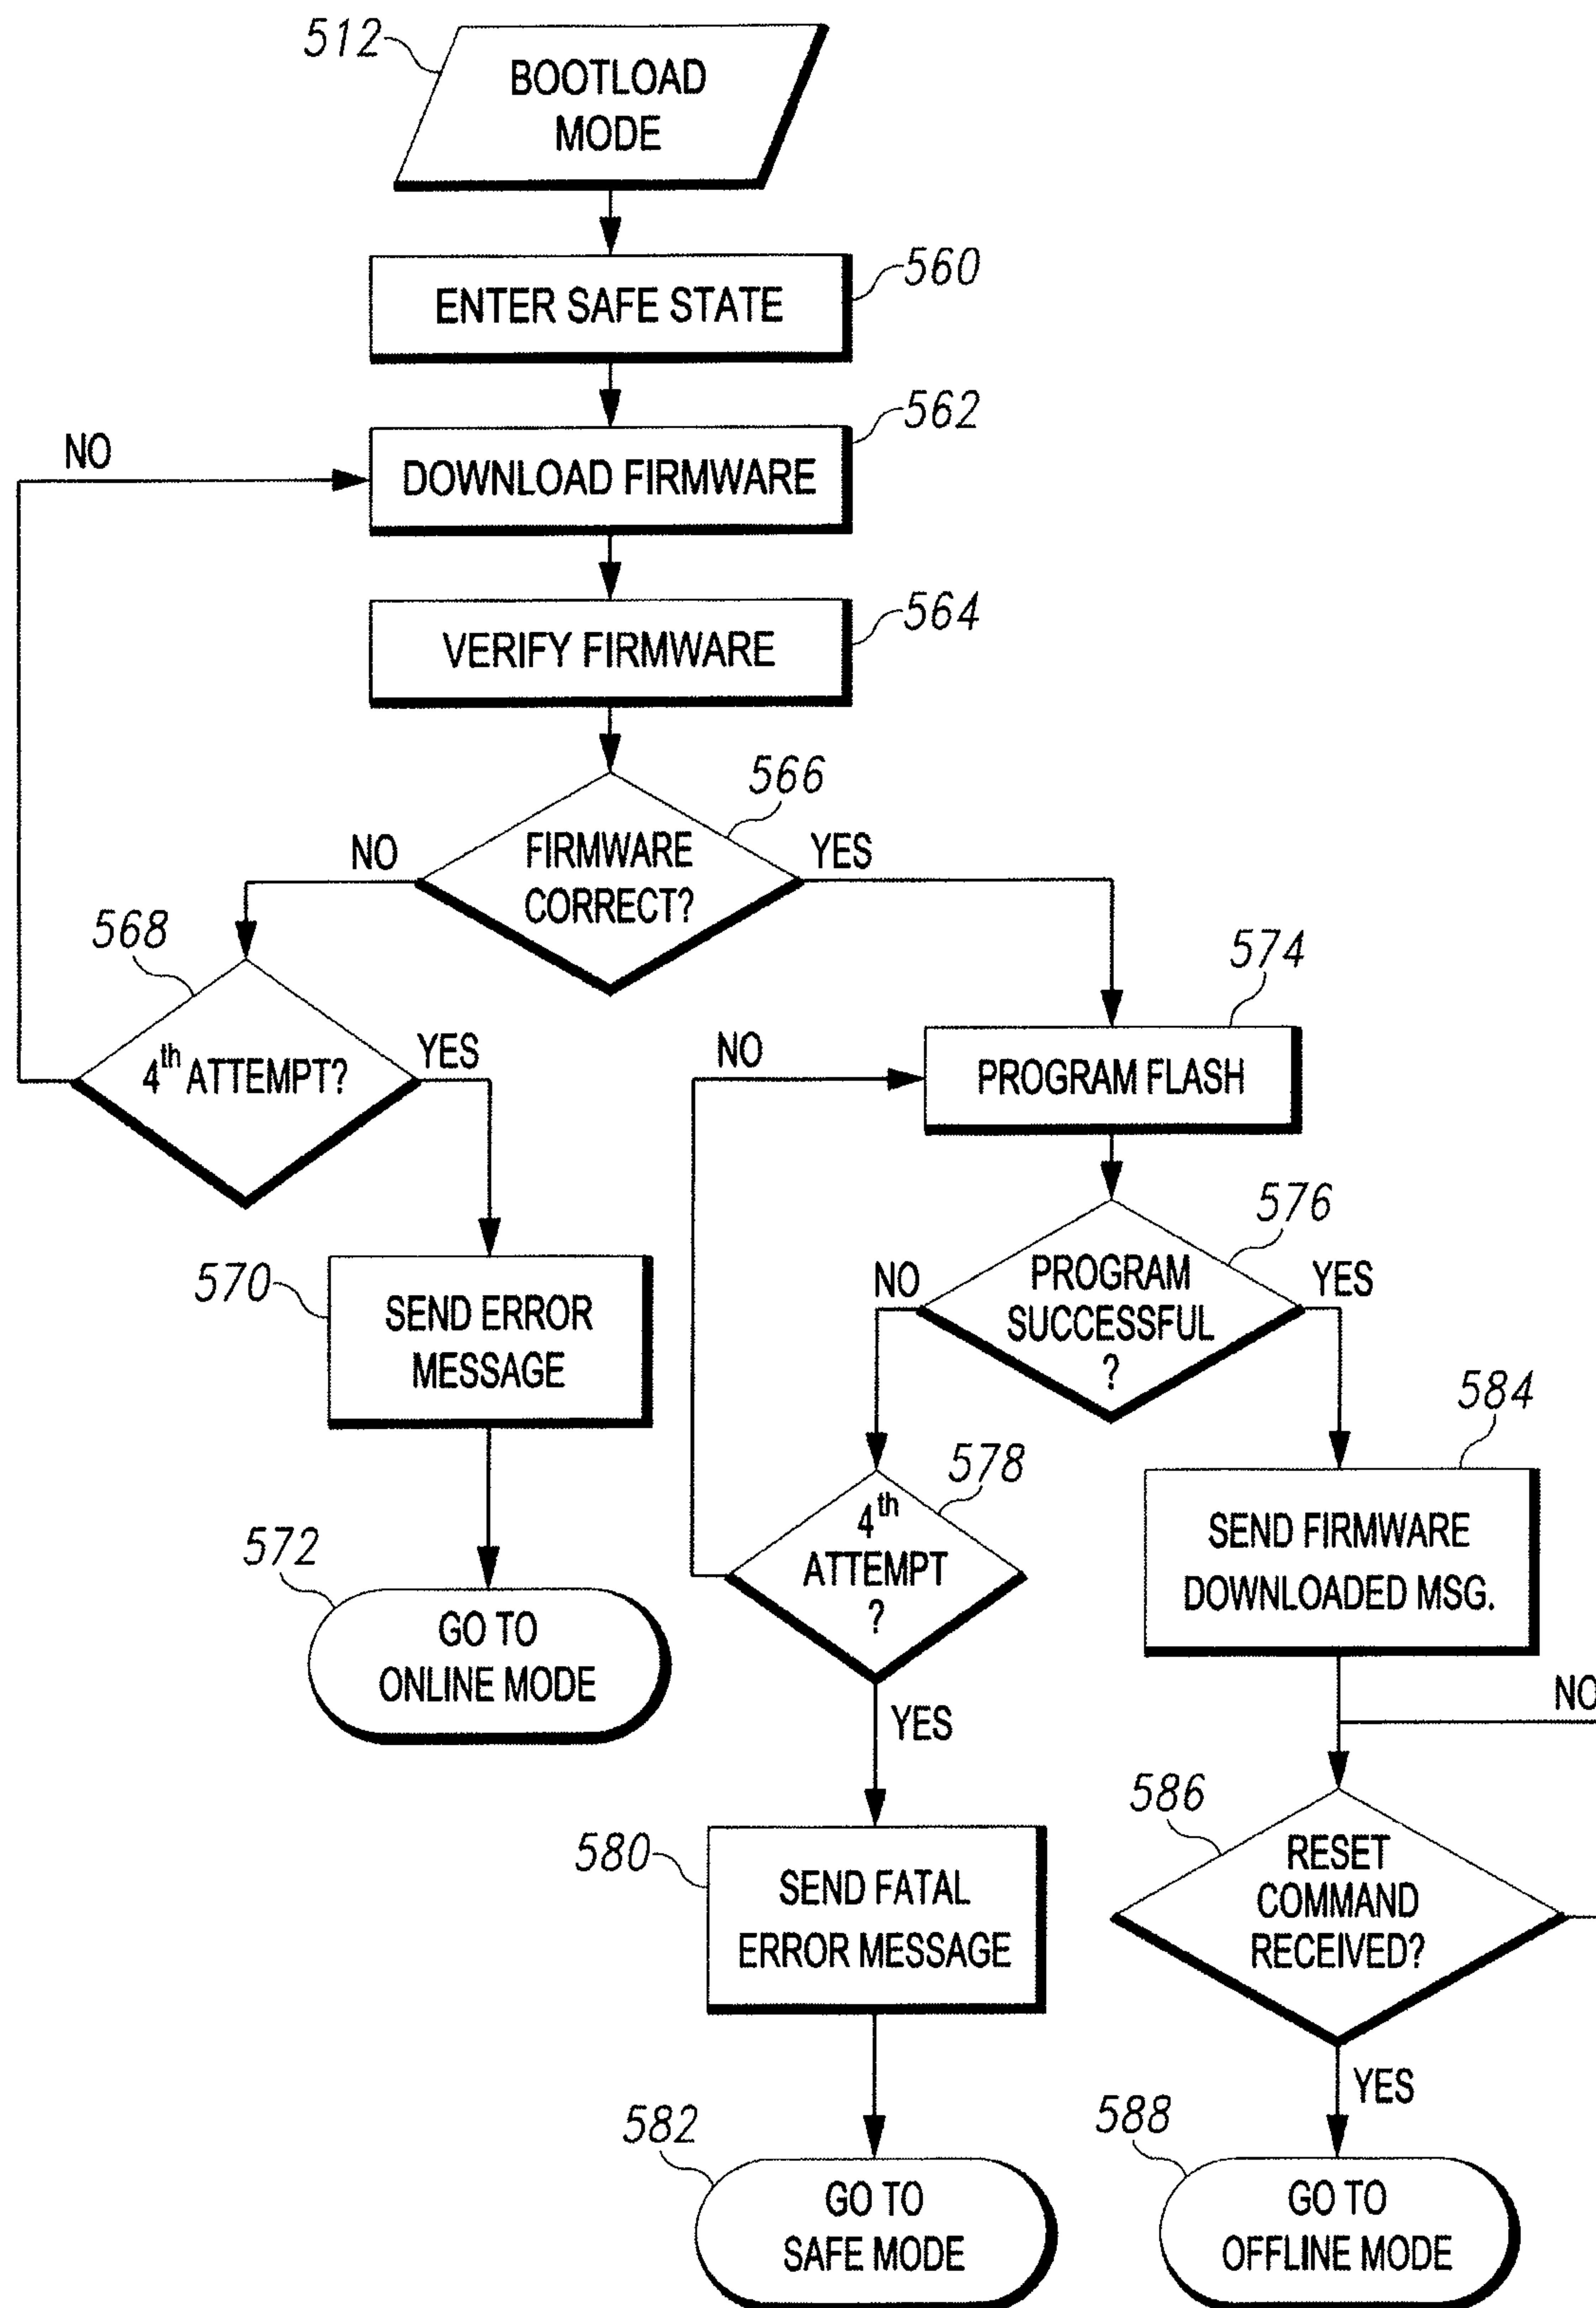 512
BOOTLOAD
MODE
560
ENTER SAFE STATE
562
NO
DOWNLOAD FIRMWARE
564
VERIFY FIRMWARE
566
NO
FIRMWARE
CORRECT?
YES
568
4th ATTEMPT?
YES
574
NO
PROGRAM FLASH
576
NO
PROGRAM
SUCCESSFUL
?
YES
570
SEND ERROR
MESSAGE
572
GO TO
ONLINE MODE
578
4th
ATTEMPT
?
YES
584
SEND FIRMWARE
DOWNLOADED MSG.
NO
580
SEND FATAL
ERROR MESSAGE
586
RESET
COMMAND
RECEIVED?
YES
582
GO TO
SAFE MODE
588
GO TO
OFFLINE MODE